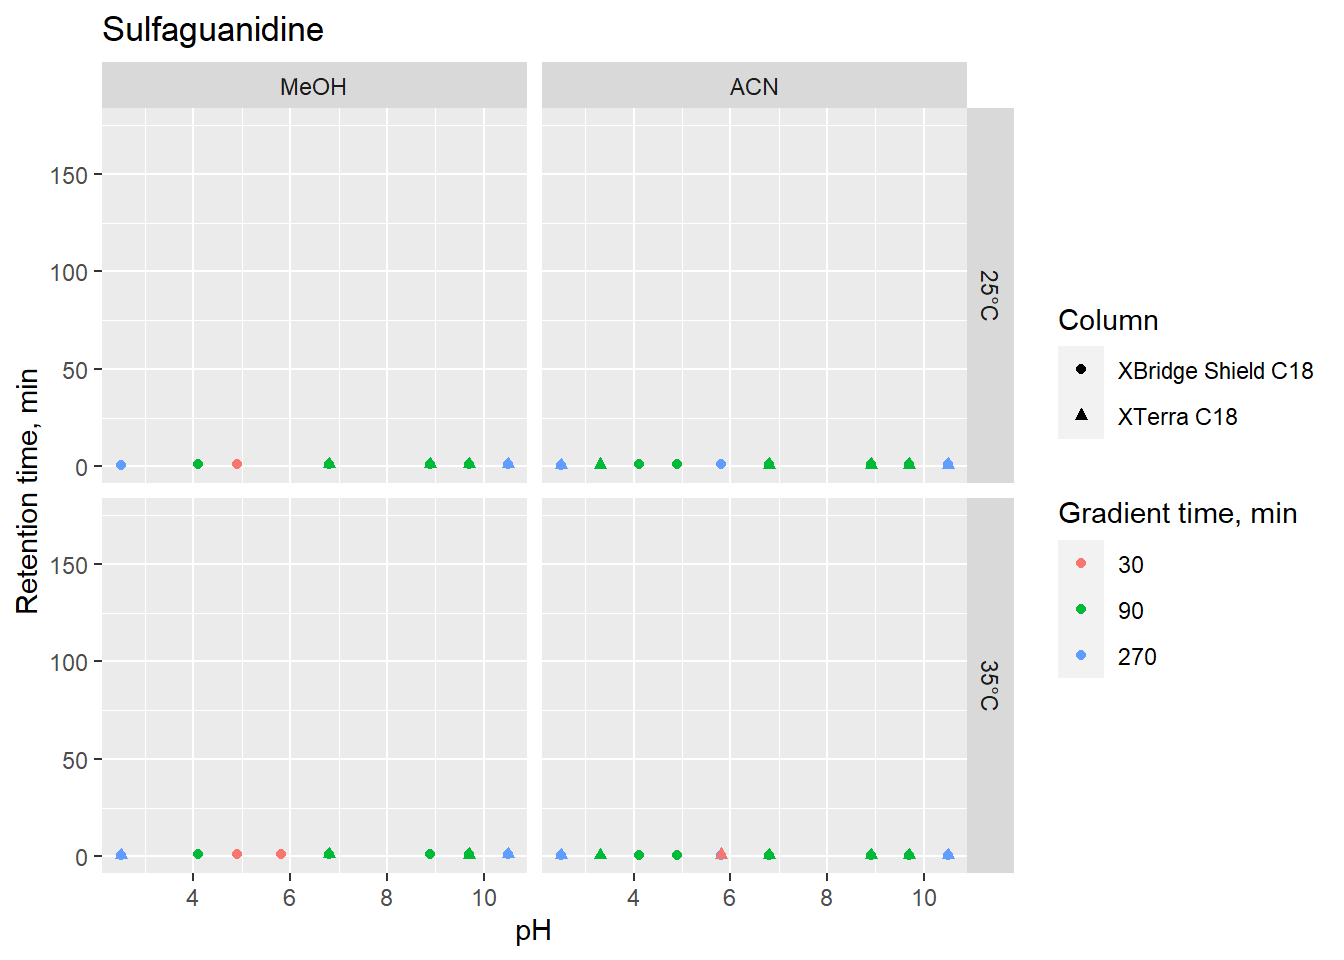 Sulfaguanidine
MeOH
ACN
150
100
50
0
25°C
150
100
50
0
35°C
4
6
8
10
4
6
8
10
pH
Retention time, min
Column
XBridge Shield C18
XTerra C18
Gradient time, min
30
90
270